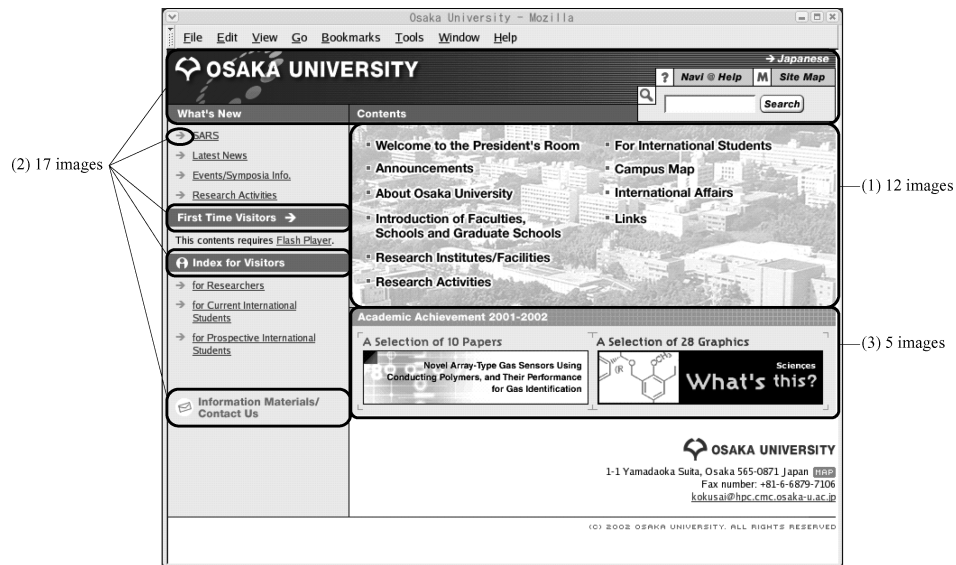 Osaka University - Mozilla
File Edit View Go Bookmarks Tools Window Help
→ Japanese
OSAKA UNIVERSITY
? Navi @ Help M Site Map
Search
What's New
Contents
(2) 17 images
SARS
Latest News
Events/Symposia Info.
Research Activities
First Time Visitors →
This contents requires Flash Player.
Index for Visitors
for Researchers
for Current International
Students
for Prospective International
Students
Information Materials/
Contact Us
Welcome to the President's Room
Announcements
About Osaka University
Introduction of Faculties,
Schools and Graduate Schools
Research Institutes/Facilities
Research Activities
For International Students
Campus Map
International Affairs
Links
(1) 12 images
Academic Achievement 2001-2002
A Selection of 10 Papers
Novel Array-Type Gas Sensors Using
Conducting Polymers, and Their Performance
for Gas Identification
A Selection of 28 Graphics
OCH3
(R
O
Sciences
What's this?
(3) 5 images
OSAKA UNIVERSITY
1-1 Yamadaoka Suita, Osaka 565-0871 Japan MAP
Fax number: +81-6-6879-7106
kokusai@hpc.cmc.osaka-u.ac.jp
(C) 2002 OSAKA UNIVERSITY. ALL RIGHTS RESERVED